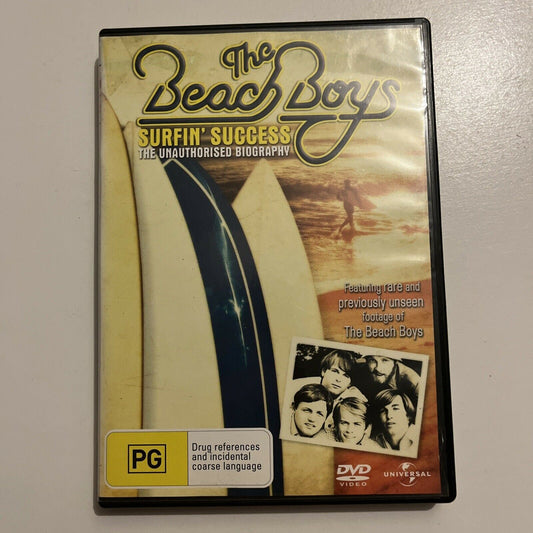 The
Beach Boys
SURFIN' SUCCESS
THE UNAUTHORISED BIOGRAPHY
Featuring rare and
previously unseen
footage of
The Beach Boys
PG
Drug references
and incidental
coarse language
DVD
VIDEO
UNIVERSAL